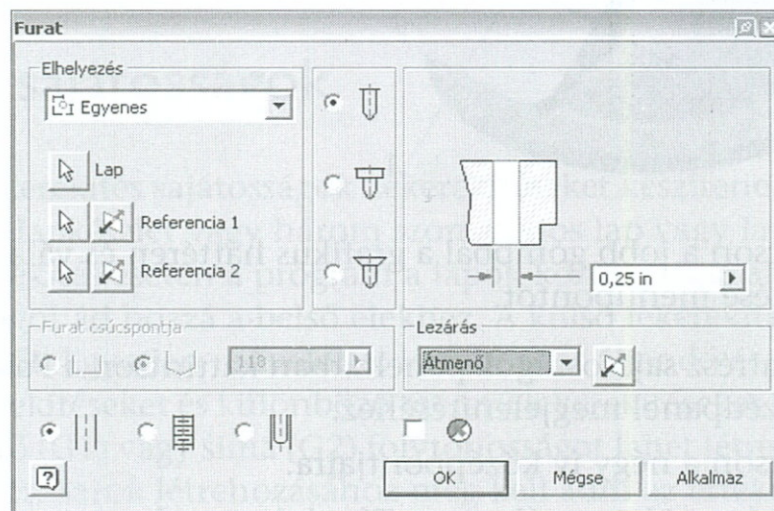 Furat
Elhelyezés
Egyenes
Lap
Referencia 1
Referencia 2
0,25 in
Furat csúcspontja
118
Lezárás
Átmenő
OK
Mégse
Alkalmaz